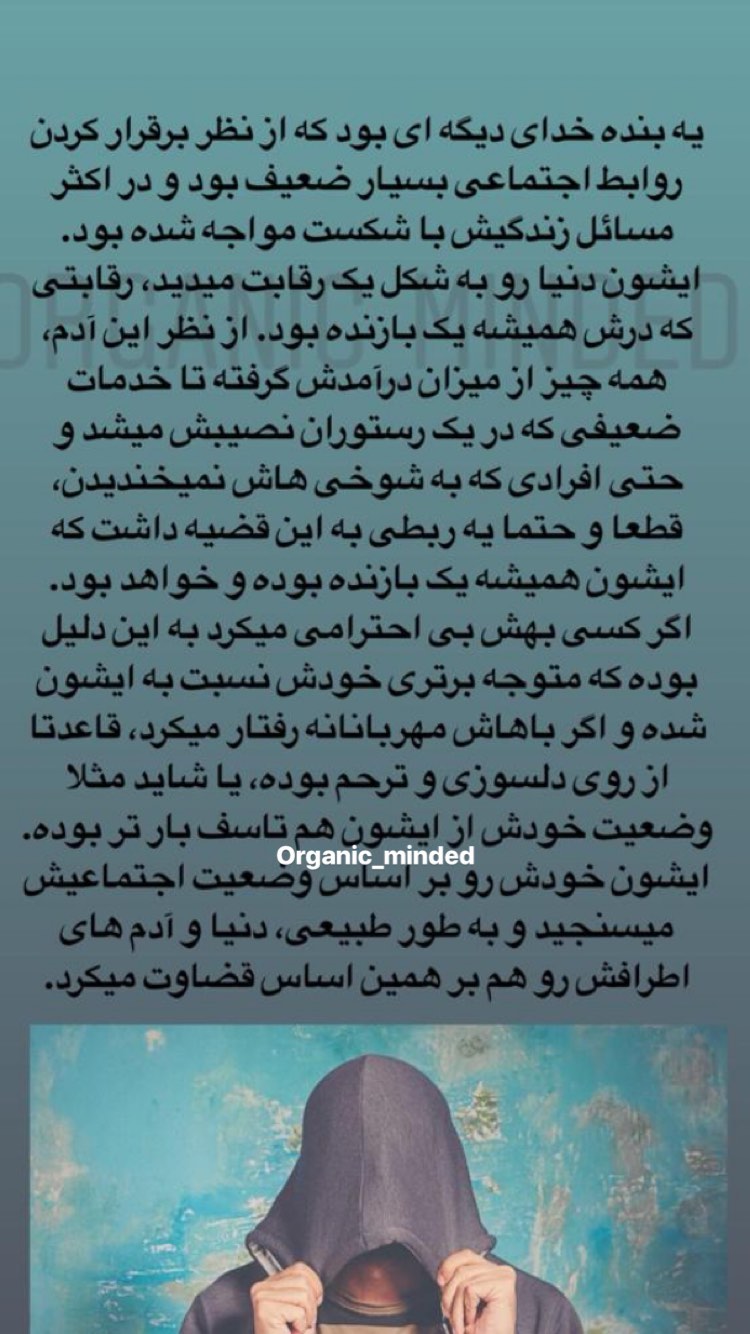 یه بنده خدای دیگه ای بود که از نظر برقرار کردن
روابط اجتماعی بسیار ضعیف بود و در اکثر
مسائل زندگیش با شکست مواجه شده بود.
ایشون دنیا رو به شکل یک رقابت میدید، رقابتی
که درش همیشه یک بازنده بود. از نظر این آدم،
همه چیز از میزان درآمدش گرفته تا خدمات
ضعیفی که در یک رستوران نصیبش میشد و
حتی افرادی که به شوخی هاش نمیخندیدن،
قطعا و حتما یه ربطی به این قضیه داشت که
ایشون همیشه یک بازنده بوده و خواهد بود.
اگر کسی بهش بی احترامی میکرد به این دلیل
بوده که متوجه برتری خودش نسبت به ایشون
شده و اگر باهاش مهربانانه رفتار میکرد، قاعدتا
از روی دلسوزی و ترحم بوده، یا شاید مثلا
وضعیت خودش از ایشون هم تاسف بار تر بوده.
Organic_minded
ایشون خودش رو بر اساس وضعیت اجتماعیش
میسنجید و به طور طبیعی، دنیا و آدم های
اطرافش رو هم بر همین اساس قضاوت میکرد.
ORGANIC MINDED